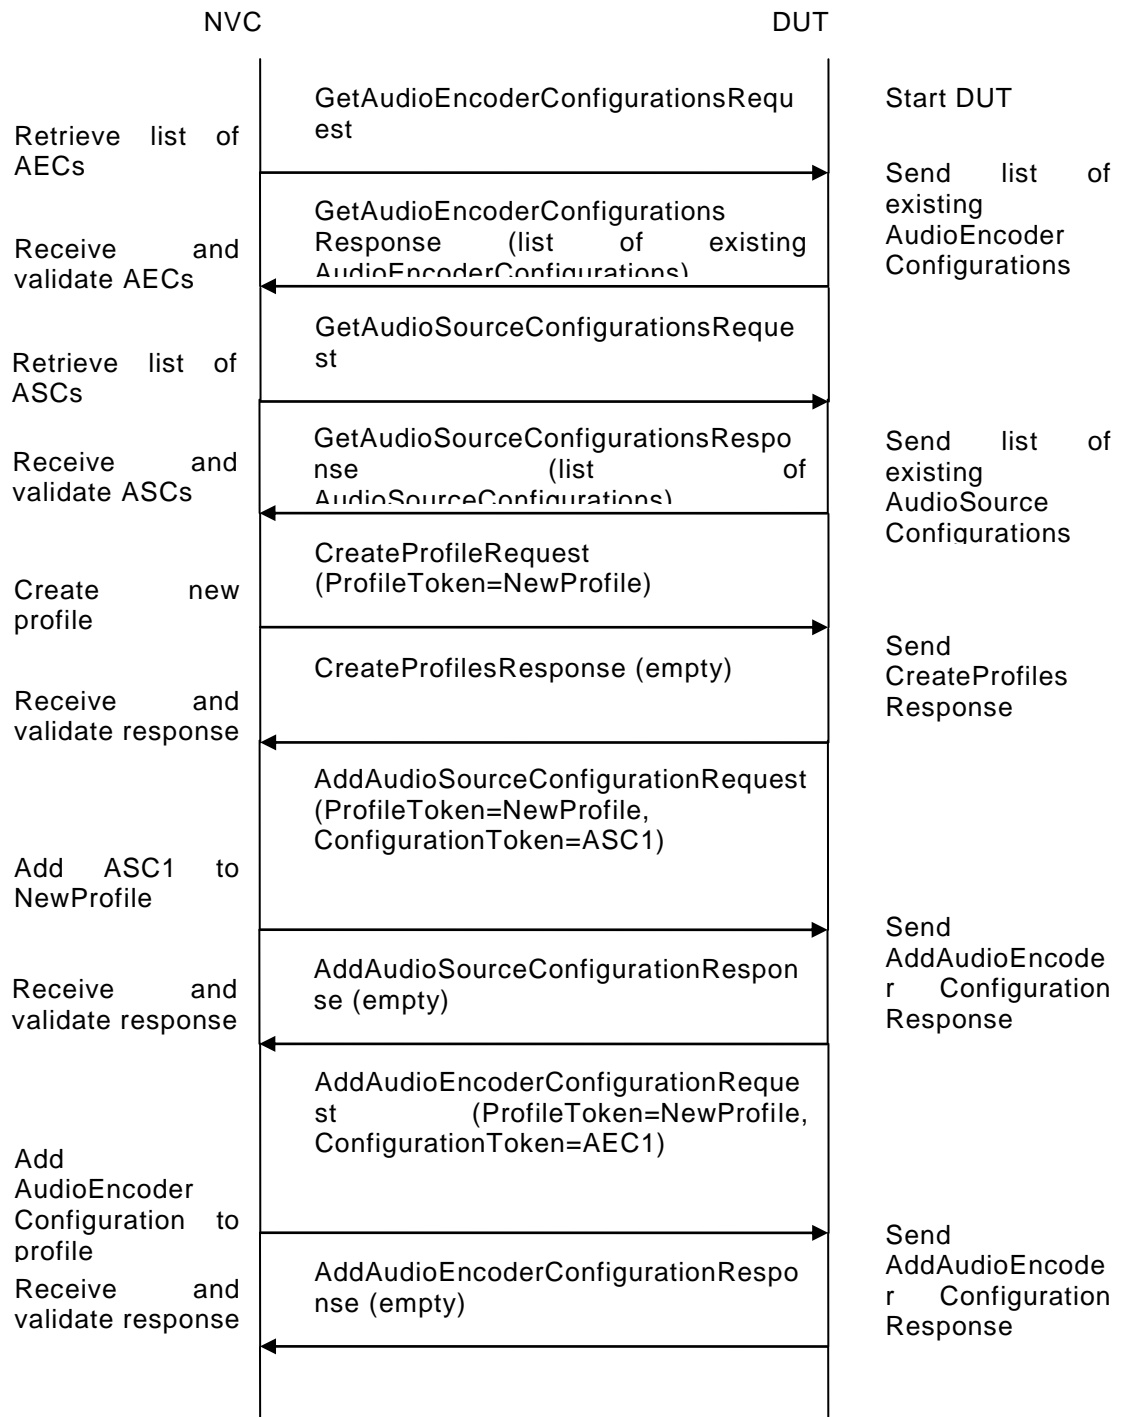 NVC
DUT
GetAudioEncoderConfigurationsRequ
est
Start DUT
Retrieve list of
AECs
Send list of
existing
AudioEncoder
Configurations
GetAudioEncoderConfigurations
Response (list of existing
AudioEncoderConfigurations)
Receive and
validate AECs
GetAudioSourceConfigurationsReque
st
Retrieve list of
ASCs
GetAudioSourceConfigurationsRespo
nse (list of
AudioSourceConfigurations)
Send list of
existing
AudioSource
Configurations
Receive and
validate ASCs
CreateProfileRequest
(ProfileToken=NewProfile)
Create new
profile
Send
CreateProfiles
Response
CreateProfilesResponse (empty)
Receive and
validate response
AddAudioSourceConfigurationRequest
(ProfileToken=NewProfile,
ConfigurationToken=ASC1)
Add ASC1 to
NewProfile
Send
AddAudioEncode
r Configuration
Response
AddAudioSourceConfigurationRespon
se (empty)
Receive and
validate response
AddAudioEncoderConfigurationReque
st (ProfileToken=NewProfile,
ConfigurationToken=AEC1)
Add
AudioEncoder
Configuration to
profile
Send
AddAudioEncode
r Configuration
Response
AddAudioEncoderConfigurationRespo
nse (empty)
Receive and
validate response